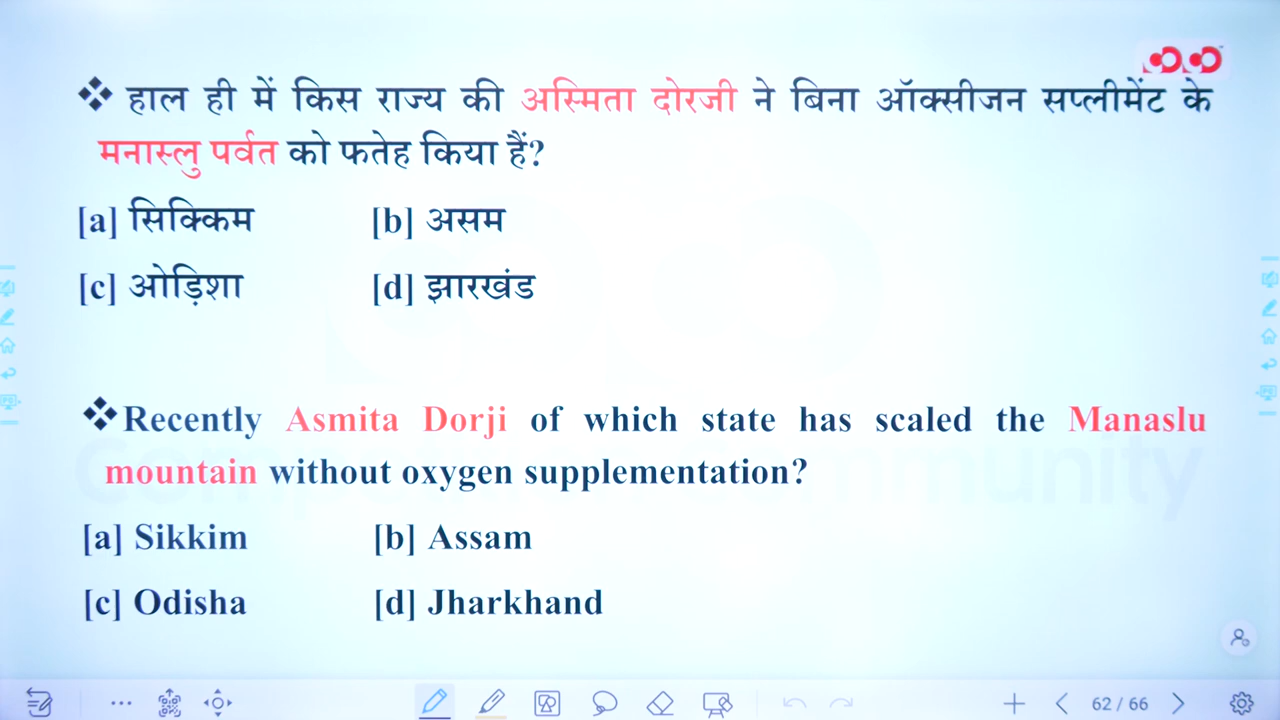 ❖ हाल ही में किस राज्य की अस्मिता दोरजी ने बिना ऑक्सीजन सप्लीमेंट के
मनास्लु पर्वत को फतेह किया हैं?
[a] सिक्किम [b] असम
[c] ओड़िशा [d] झारखंड
❖Recently Asmita Dorji of which state has scaled the Manaslu
mountain without oxygen supplementation?
[a] Sikkim [b] Assam
[c] Odisha [d] Jharkhand
62 / 66